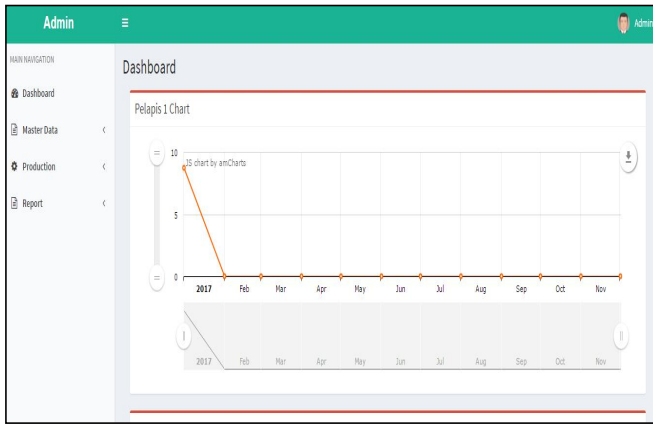 Admin
Admin
MAIN NAVIGATION
Dashboard
Master Data
Production
Report
Dashboard
Pelapis 1 Chart
JS chart by amCharts
10
5
0
2017 Feb Mar Apr May Jun Jul Aug Sep Oct Nov
2017 Feb Mar Apr May Jun Jul Aug Sep Oct Nov